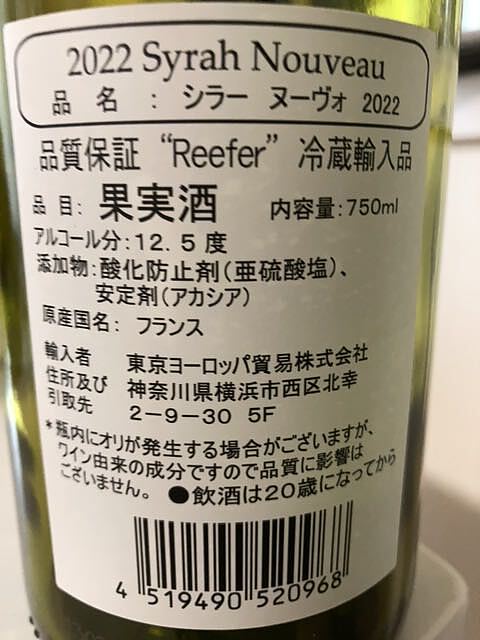 2022 Syrah Nouveau
品 名 : シラー ヌーヴォ 2022
品質保証 “Reefer” 冷蔵輸入品
品目: 果実酒 内容量:750ml
アルコール分:12.5度
添加物:酸化防止剤(亜硫酸塩)、
安定剤(アカシア)
原産国名: フランス
輸入者 東京ヨーロッパ貿易株式会社
住所及び 神奈川県横浜市西区北幸
引取先 2-9-30 5F
*瓶内にオリが発生する場合がございますが、
ワイン由来の成分ですので品質に影響は
ございません。 ●飲酒は20歳になってから
4 519490 520968